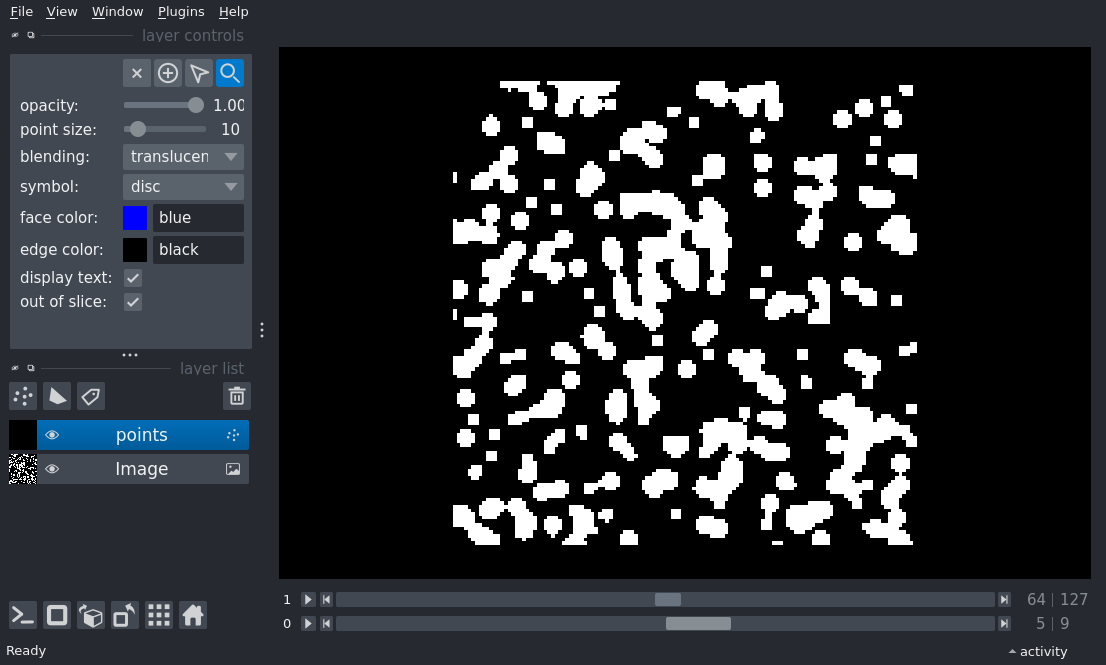 File View Window Plugins Help
layer controls
opacity: 1.00
point size: 10
blending: translucen
symbol: disc
face color: blue
edge color: black
display text:
out of slice:
layer list
points
Image
1 64 | 127
0 5 | 9
Ready activity